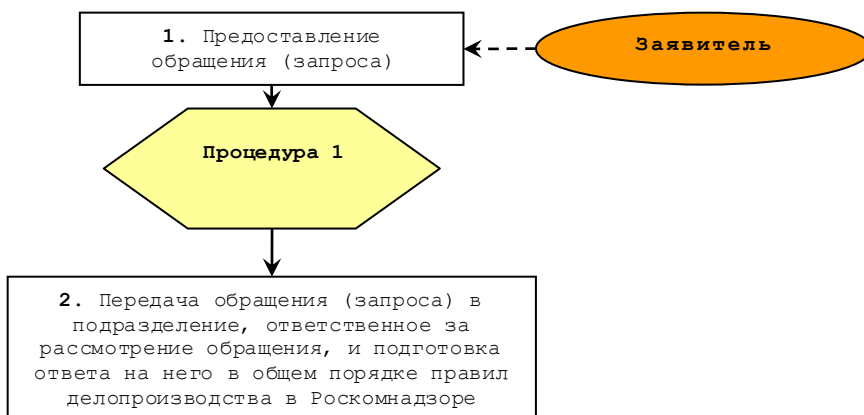 1. Предоставление
обращения (запроса)
Заявитель
Процедура 1
2. Передача обращения (запроса) в
подразделение, ответственное за
рассмотрение обращения, и подготовка
ответа на него в общем порядке правил
делопроизводства в Роскомнадзоре